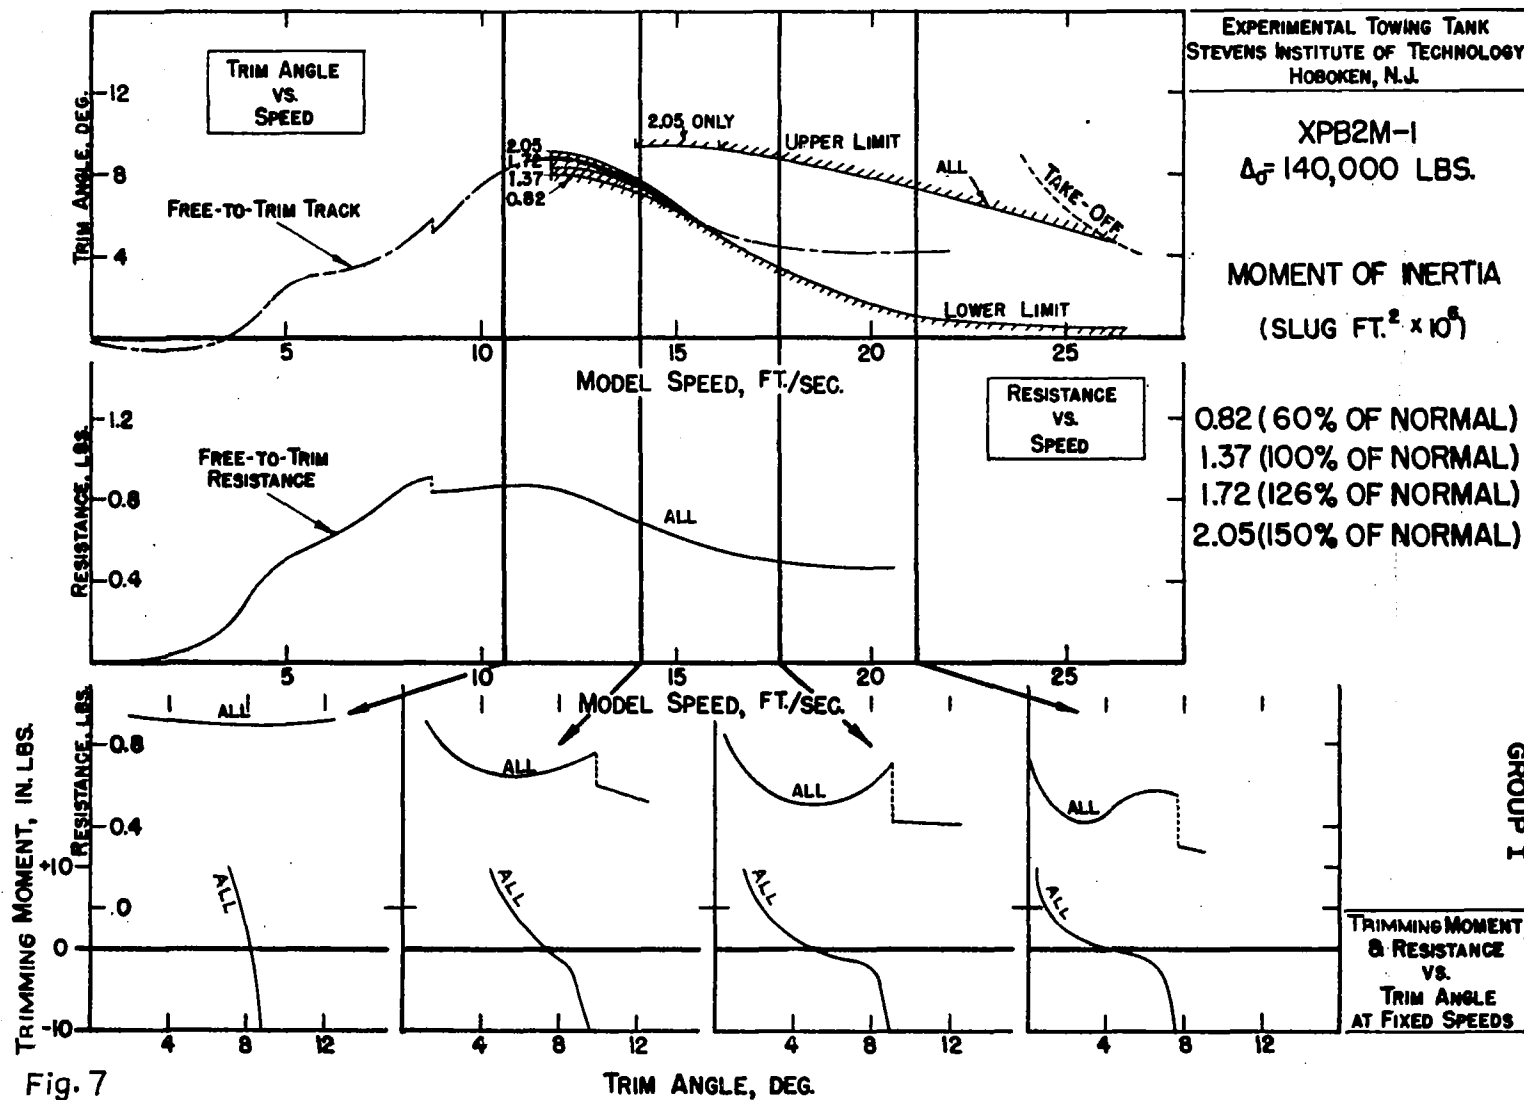 TRIM ANGLE
VS.
SPEED
TRIM ANGLE, DEG.
12
8
4
FREE-TO-TRIM TRACK
2.05
1.72
1.37
0.82
2.05 ONLY
UPPER LIMIT
ALL
TAKE-OFF
LOWER LIMIT
5
10
15
20
25
MODEL SPEED, FT./SEC.
EXPERIMENTAL TOWING TANK
STEVENS INSTITUTE OF TECHNOLOGY
HOBOKEN, N.J.
XPB2M-1
Δ₀= 140,000 LBS.
MOMENT OF INERTIA
(SLUG FT.² × 10⁶)
0.82 (60% OF NORMAL)
1.37 (100% OF NORMAL)
1.72 (126% OF NORMAL)
2.05 (150% OF NORMAL)
RESISTANCE
VS.
SPEED
RESISTANCE, LBS.
1.2
0.8
0.4
FREE-TO-TRIM
RESISTANCE
ALL
5
10
15
20
25
MODEL SPEED, FT./SEC.
TRIMMING MOMENT, IN. LBS.
RESISTANCE, LBS.
0.8
0.4
+10
0
0
-10
ALL
ALL
ALL
ALL
ALL
ALL
ALL
ALL
4
8
12
4
8
12
4
8
12
4
8
12
TRIM ANGLE, DEG.
GROUP I
TRIMMING MOMENT
& RESISTANCE
VS.
TRIM ANGLE
AT FIXED SPEEDS
Fig. 7